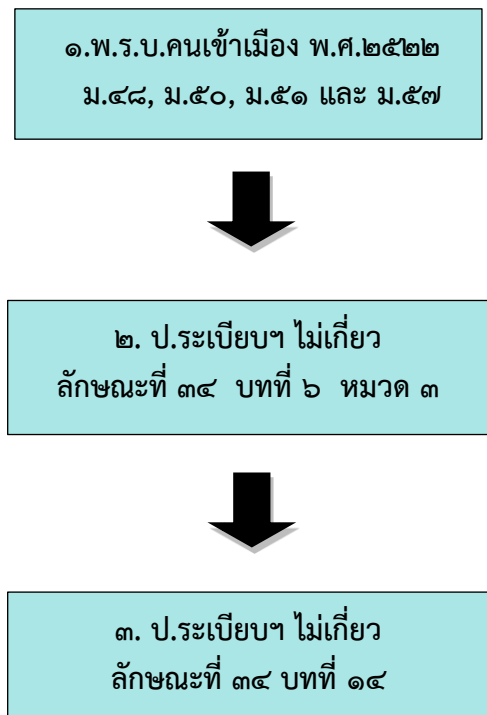 ๑.พ.ร.บ.คนเข้าเมือง พ.ศ.๒๕๒๒
ม.๔๘, ม.๕๐, ม.๕๑ และ ม.๕๗
๒. ป.ระเบียบฯ ไม่เกี่ยว
ลักษณะที่ ๓๔ บทที่ ๖ หมวด ๓
๓. ป.ระเบียบฯ ไม่เกี่ยว
ลักษณะที่ ๓๔ บทที่ ๑๔